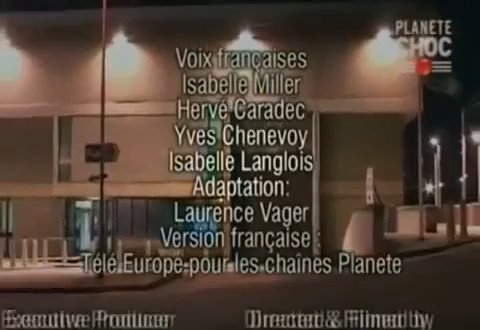 PLANETE
CHOC
Voix françaises
Isabelle Miller
Hervé Caradec
Yves Chenevoy
Isabelle Langlois
Adaptation:
Laurence Vager
Version française :
Télé Europe pour les chaînes Planete
Executive Producer
Directed & Filmed by